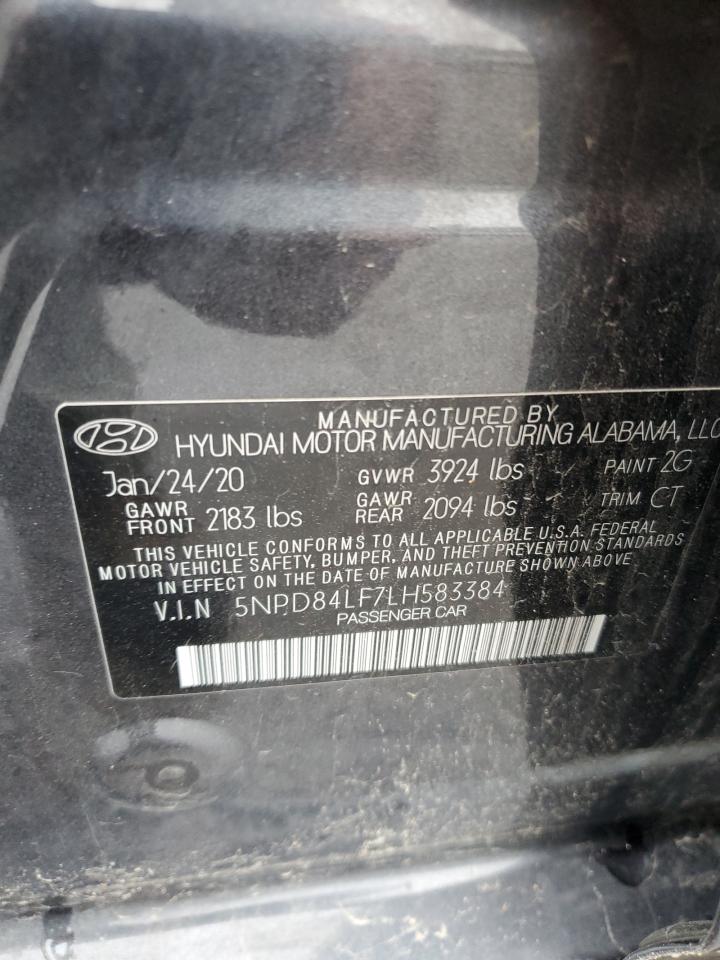 MANUFACTURED BY
HYUNDAI MOTOR MANUFACTURING ALABAMA, LLC
Jan/24/20 GVWR 3924 lbs PAINT 2G
GAWR FRONT 2183 lbs GAWR REAR 2094 lbs TRIM CT
THIS VEHICLE CONFORMS TO ALL APPLICABLE U.S.A. FEDERAL
MOTOR VEHICLE SAFETY, BUMPER, AND THEFT PREVENTION STANDARDS
IN EFFECT ON THE DATE OF MANUFACTURE SHOWN ABOVE
V.I.N 5NPD84LF7LH583384
PASSENGER CAR